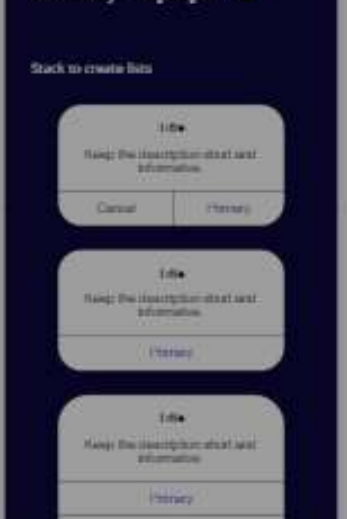 Stack to create lists
Title
Keep the description short and
informative.
Cancel
Primary
Title
Keep the description short and
informative.
Primary
Title
Keep the description short and
informative.
Primary